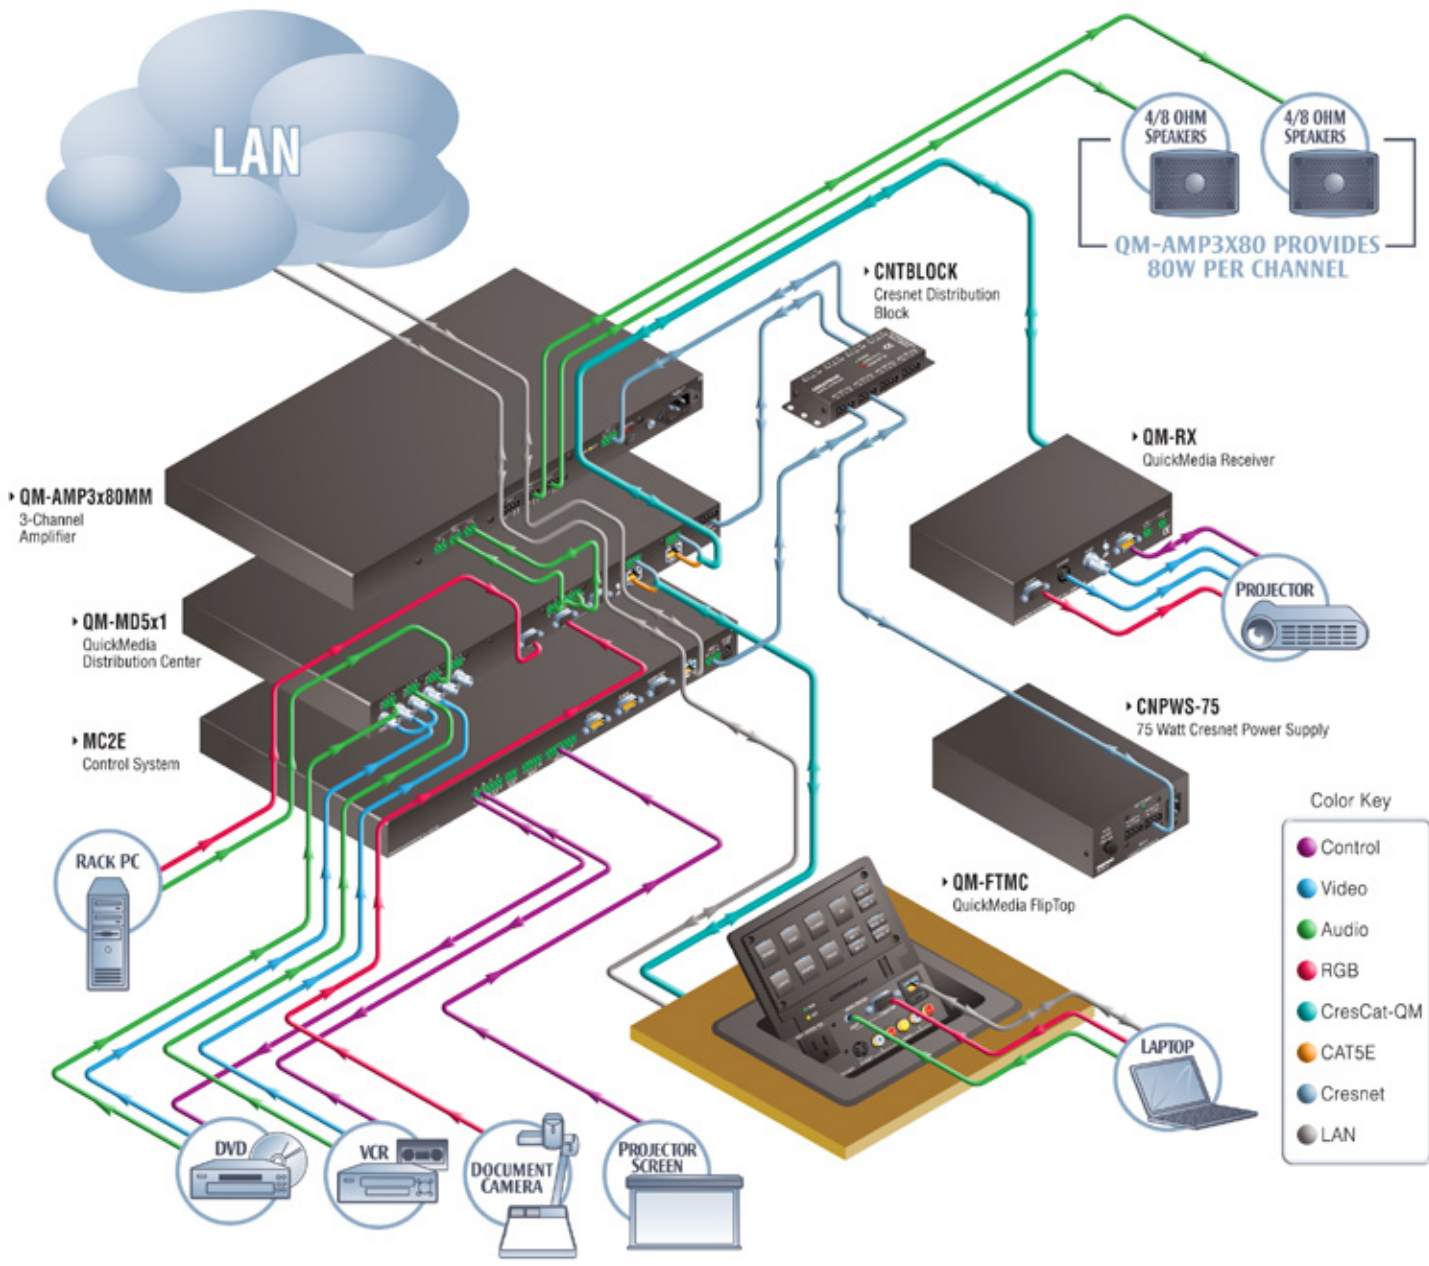 LAN
4/8 OHM
SPEAKERS
4/8 OHM
SPEAKERS
QM-AMP3X80 PROVIDES
80W PER CHANNEL
CNTBLOCK
Cresnet Distribution
Block
QM-RX
QuickMedia Receiver
QM-AMP3x80MM
3-Channel
Amplifier
PROJECTOR
QM-MD5x1
QuickMedia
Distribution Center
CNPWS-75
75 Watt Cresnet Power Supply
MC2E
Control System
RACK PC
QM-FTMC
QuickMedia FlipTop
Color Key
Control
Video
Audio
RGB
CresCat-QM
CAT5E
Cresnet
LAN
LAPTOP
DVD
VCR
DOCUMENT
CAMERA
PROJECTOR
SCREEN